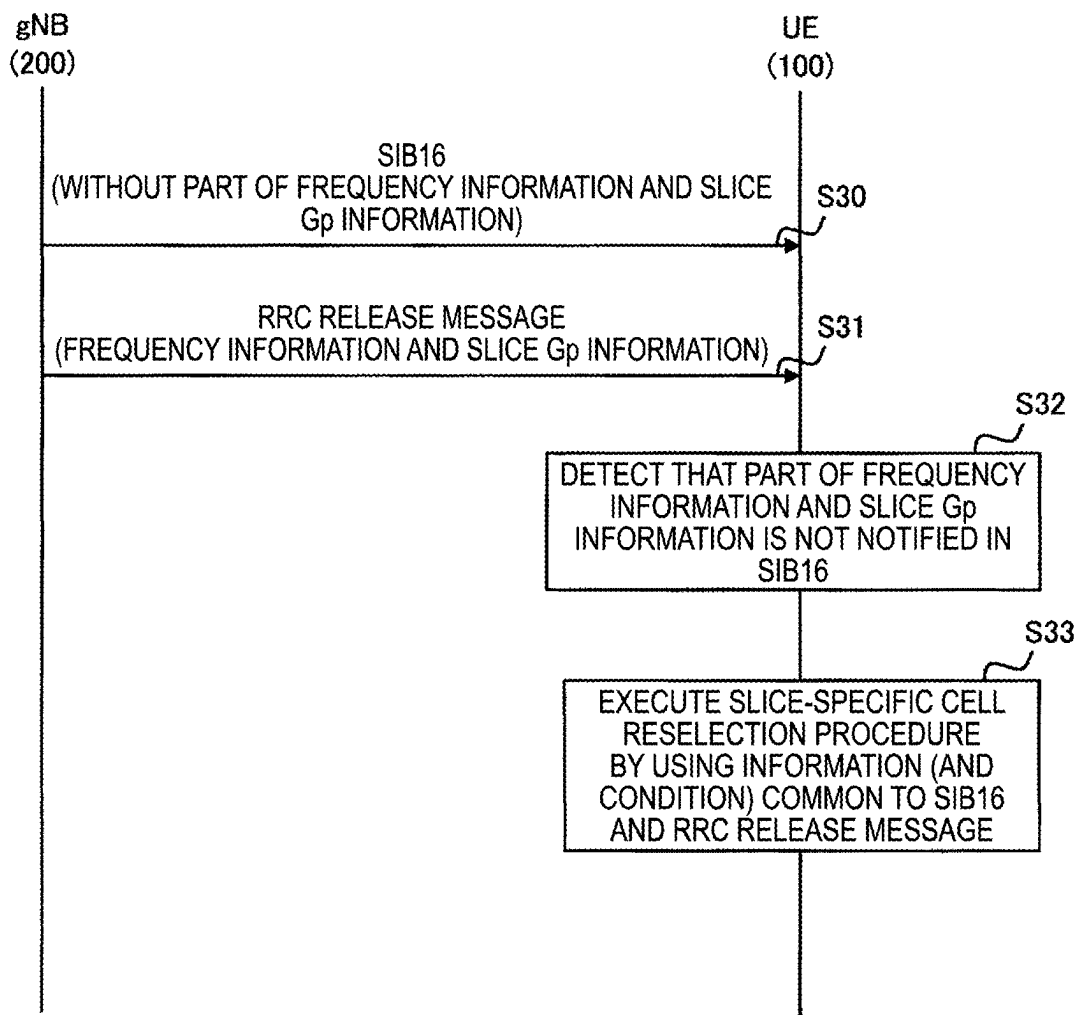 gNB
(200)
UE
(100)
SIB16
(WITHOUT PART OF FREQUENCY INFORMATION AND SLICE
Gp INFORMATION)
S30
RRC RELEASE MESSAGE
(FREQUENCY INFORMATION AND SLICE Gp INFORMATION)
S31
S32
DETECT THAT PART OF FREQUENCY
INFORMATION AND SLICE Gp
INFORMATION IS NOT NOTIFIED IN
SIB16
S33
EXECUTE SLICE-SPECIFIC CELL
RESELECTION PROCEDURE
BY USING INFORMATION (AND
CONDITION) COMMON TO SIB16
AND RRC RELEASE MESSAGE